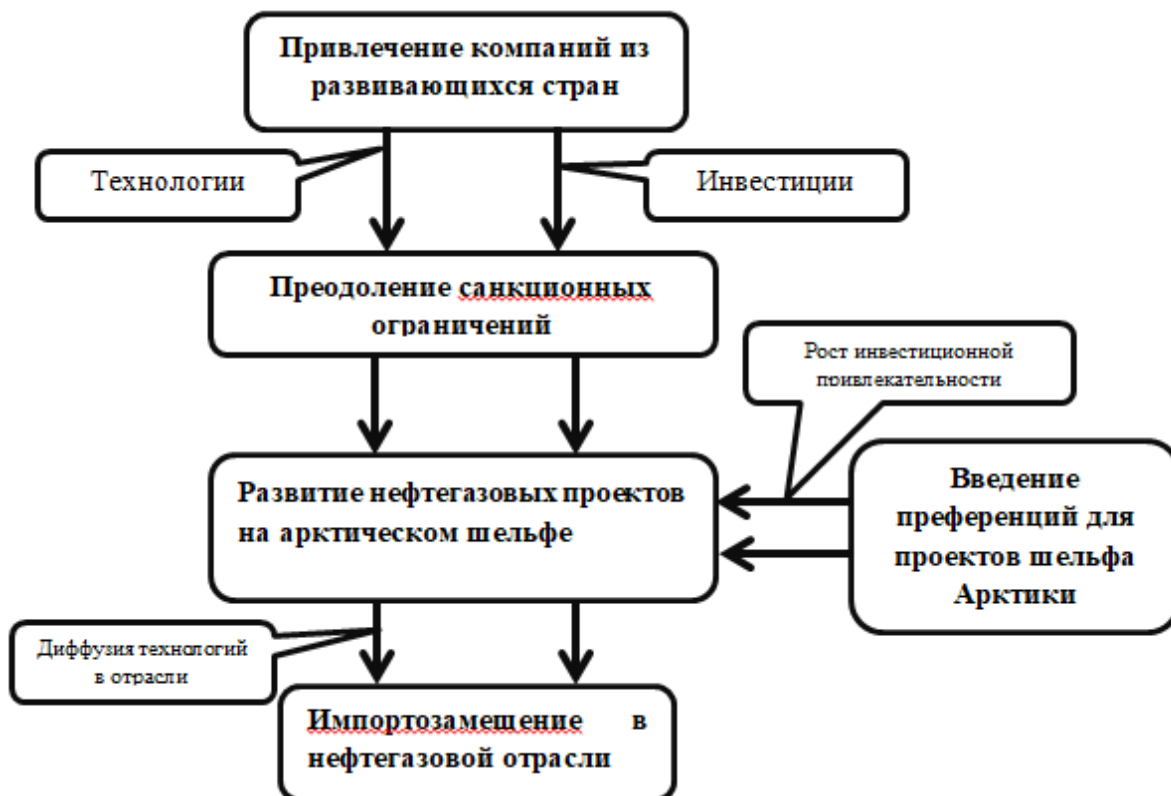 Привлечение компаний из
развивающихся стран
Технологии
Инвестиции
Преодоление санкционных
ограничений
Рост инвестиционной
привлекательности
Развитие нефтегазовых проектов
на арктическом шельфе
Введение
преференций для
проектов шельфа
Арктики
Диффузия технологий
в отрасли
Импортозамещение в
нефтегазовой отрасли